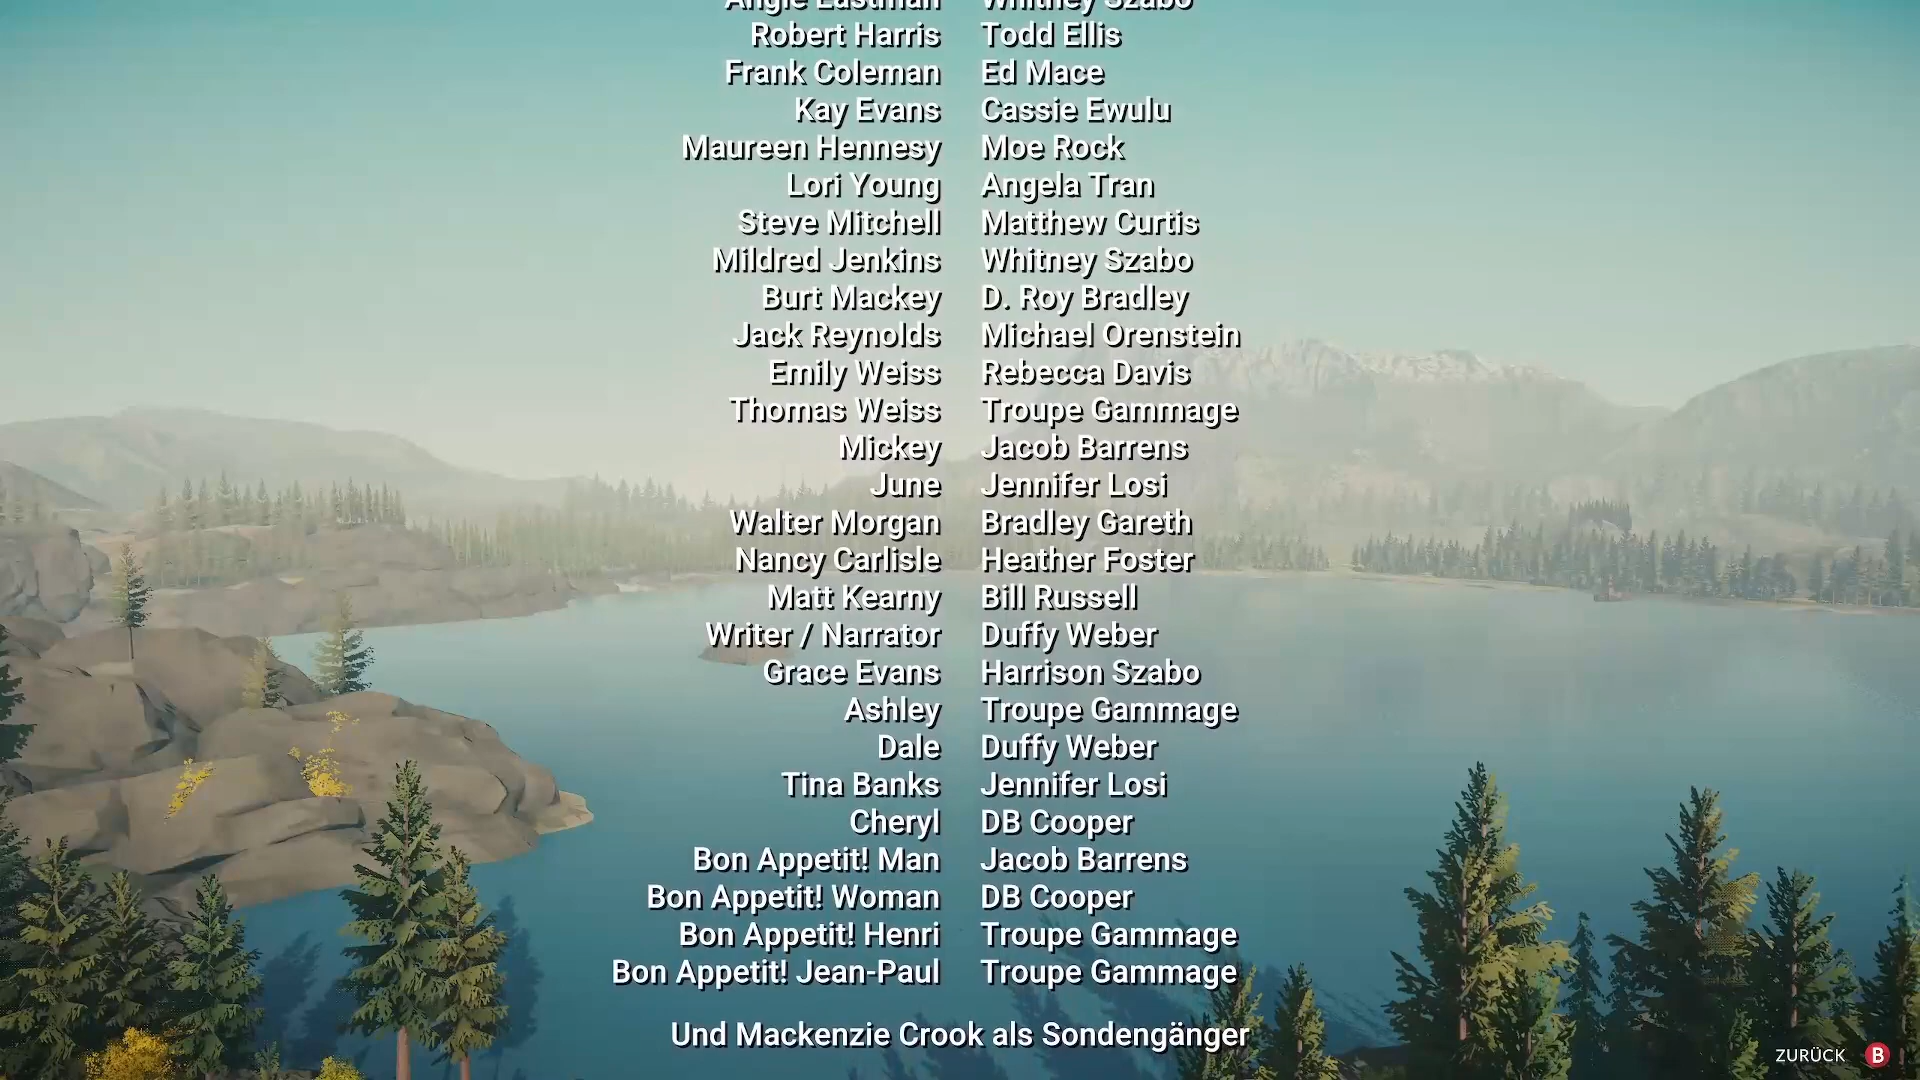 Angie Eastman Whitney Szabo
Robert Harris Todd Ellis
Frank Coleman Ed Mace
Kay Evans Cassie Ewulu
Maureen Hennesy Moe Rock
Lori Young Angela Tran
Steve Mitchell Matthew Curtis
Mildred Jenkins Whitney Szabo
Burt Mackey D. Roy Bradley
Jack Reynolds Michael Orenstein
Emily Weiss Rebecca Davis
Thomas Weiss Troupe Gammage
Mickey Jacob Barrens
June Jennifer Losi
Walter Morgan Bradley Gareth
Nancy Carlisle Heather Foster
Matt Kearny Bill Russell
Writer / Narrator Duffy Weber
Grace Evans Harrison Szabo
Ashley Troupe Gammage
Dale Duffy Weber
Tina Banks Jennifer Losi
Cheryl DB Cooper
Bon Appetit! Man Jacob Barrens
Bon Appetit! Woman DB Cooper
Bon Appetit! Henri Troupe Gammage
Bon Appetit! Jean-Paul Troupe Gammage
Und Mackenzie Crook als Sondengänger
ZURÜCK B